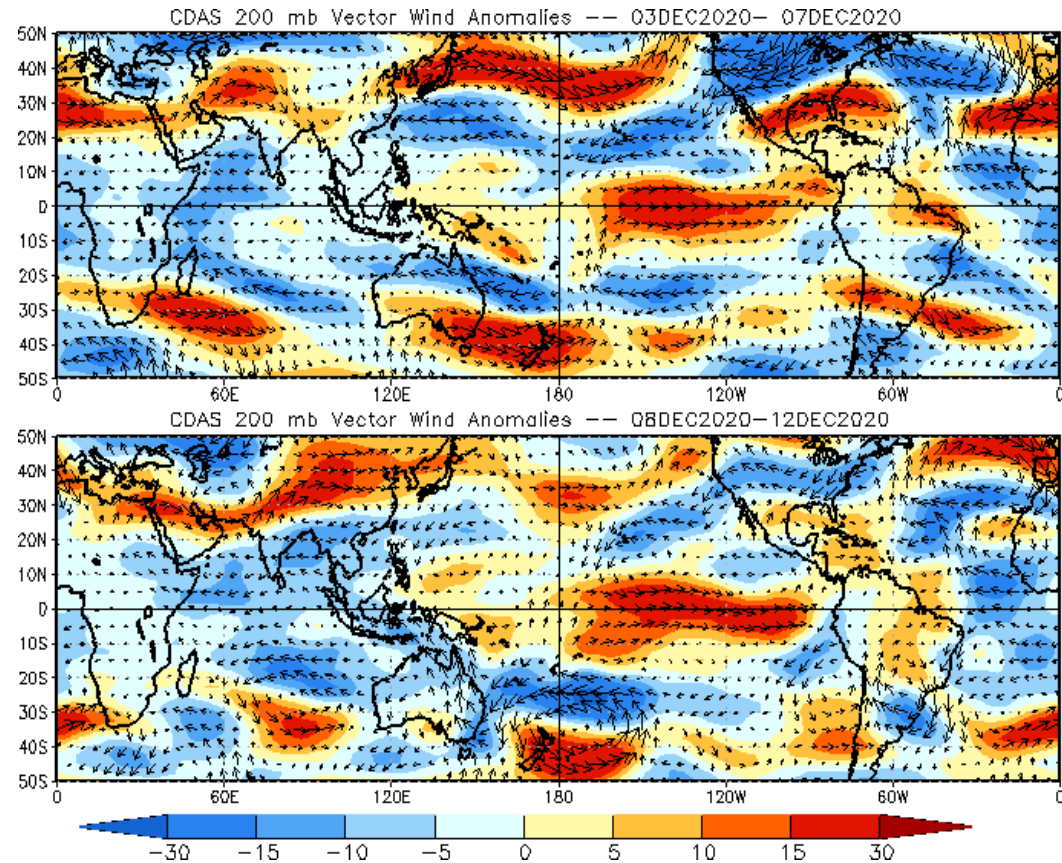 CDAS 200 mb Vector Wind Anomalies -- 03DEC2020- 07DEC2020
50N
40N
30N
20N
10N
0
10S
20S
30S
40S
50S
0 60E 120E 180 120W 60W 0
CDAS 200 mb Vector Wind Anomalies -- 08DEC2020-12DEC2020
50N
40N
30N
20N
10N
0
10S
20S
30S
40S
50S
0 60E 120E 180 120W 60W 0
-30 -15 -10 -5 0 5 10 15 30